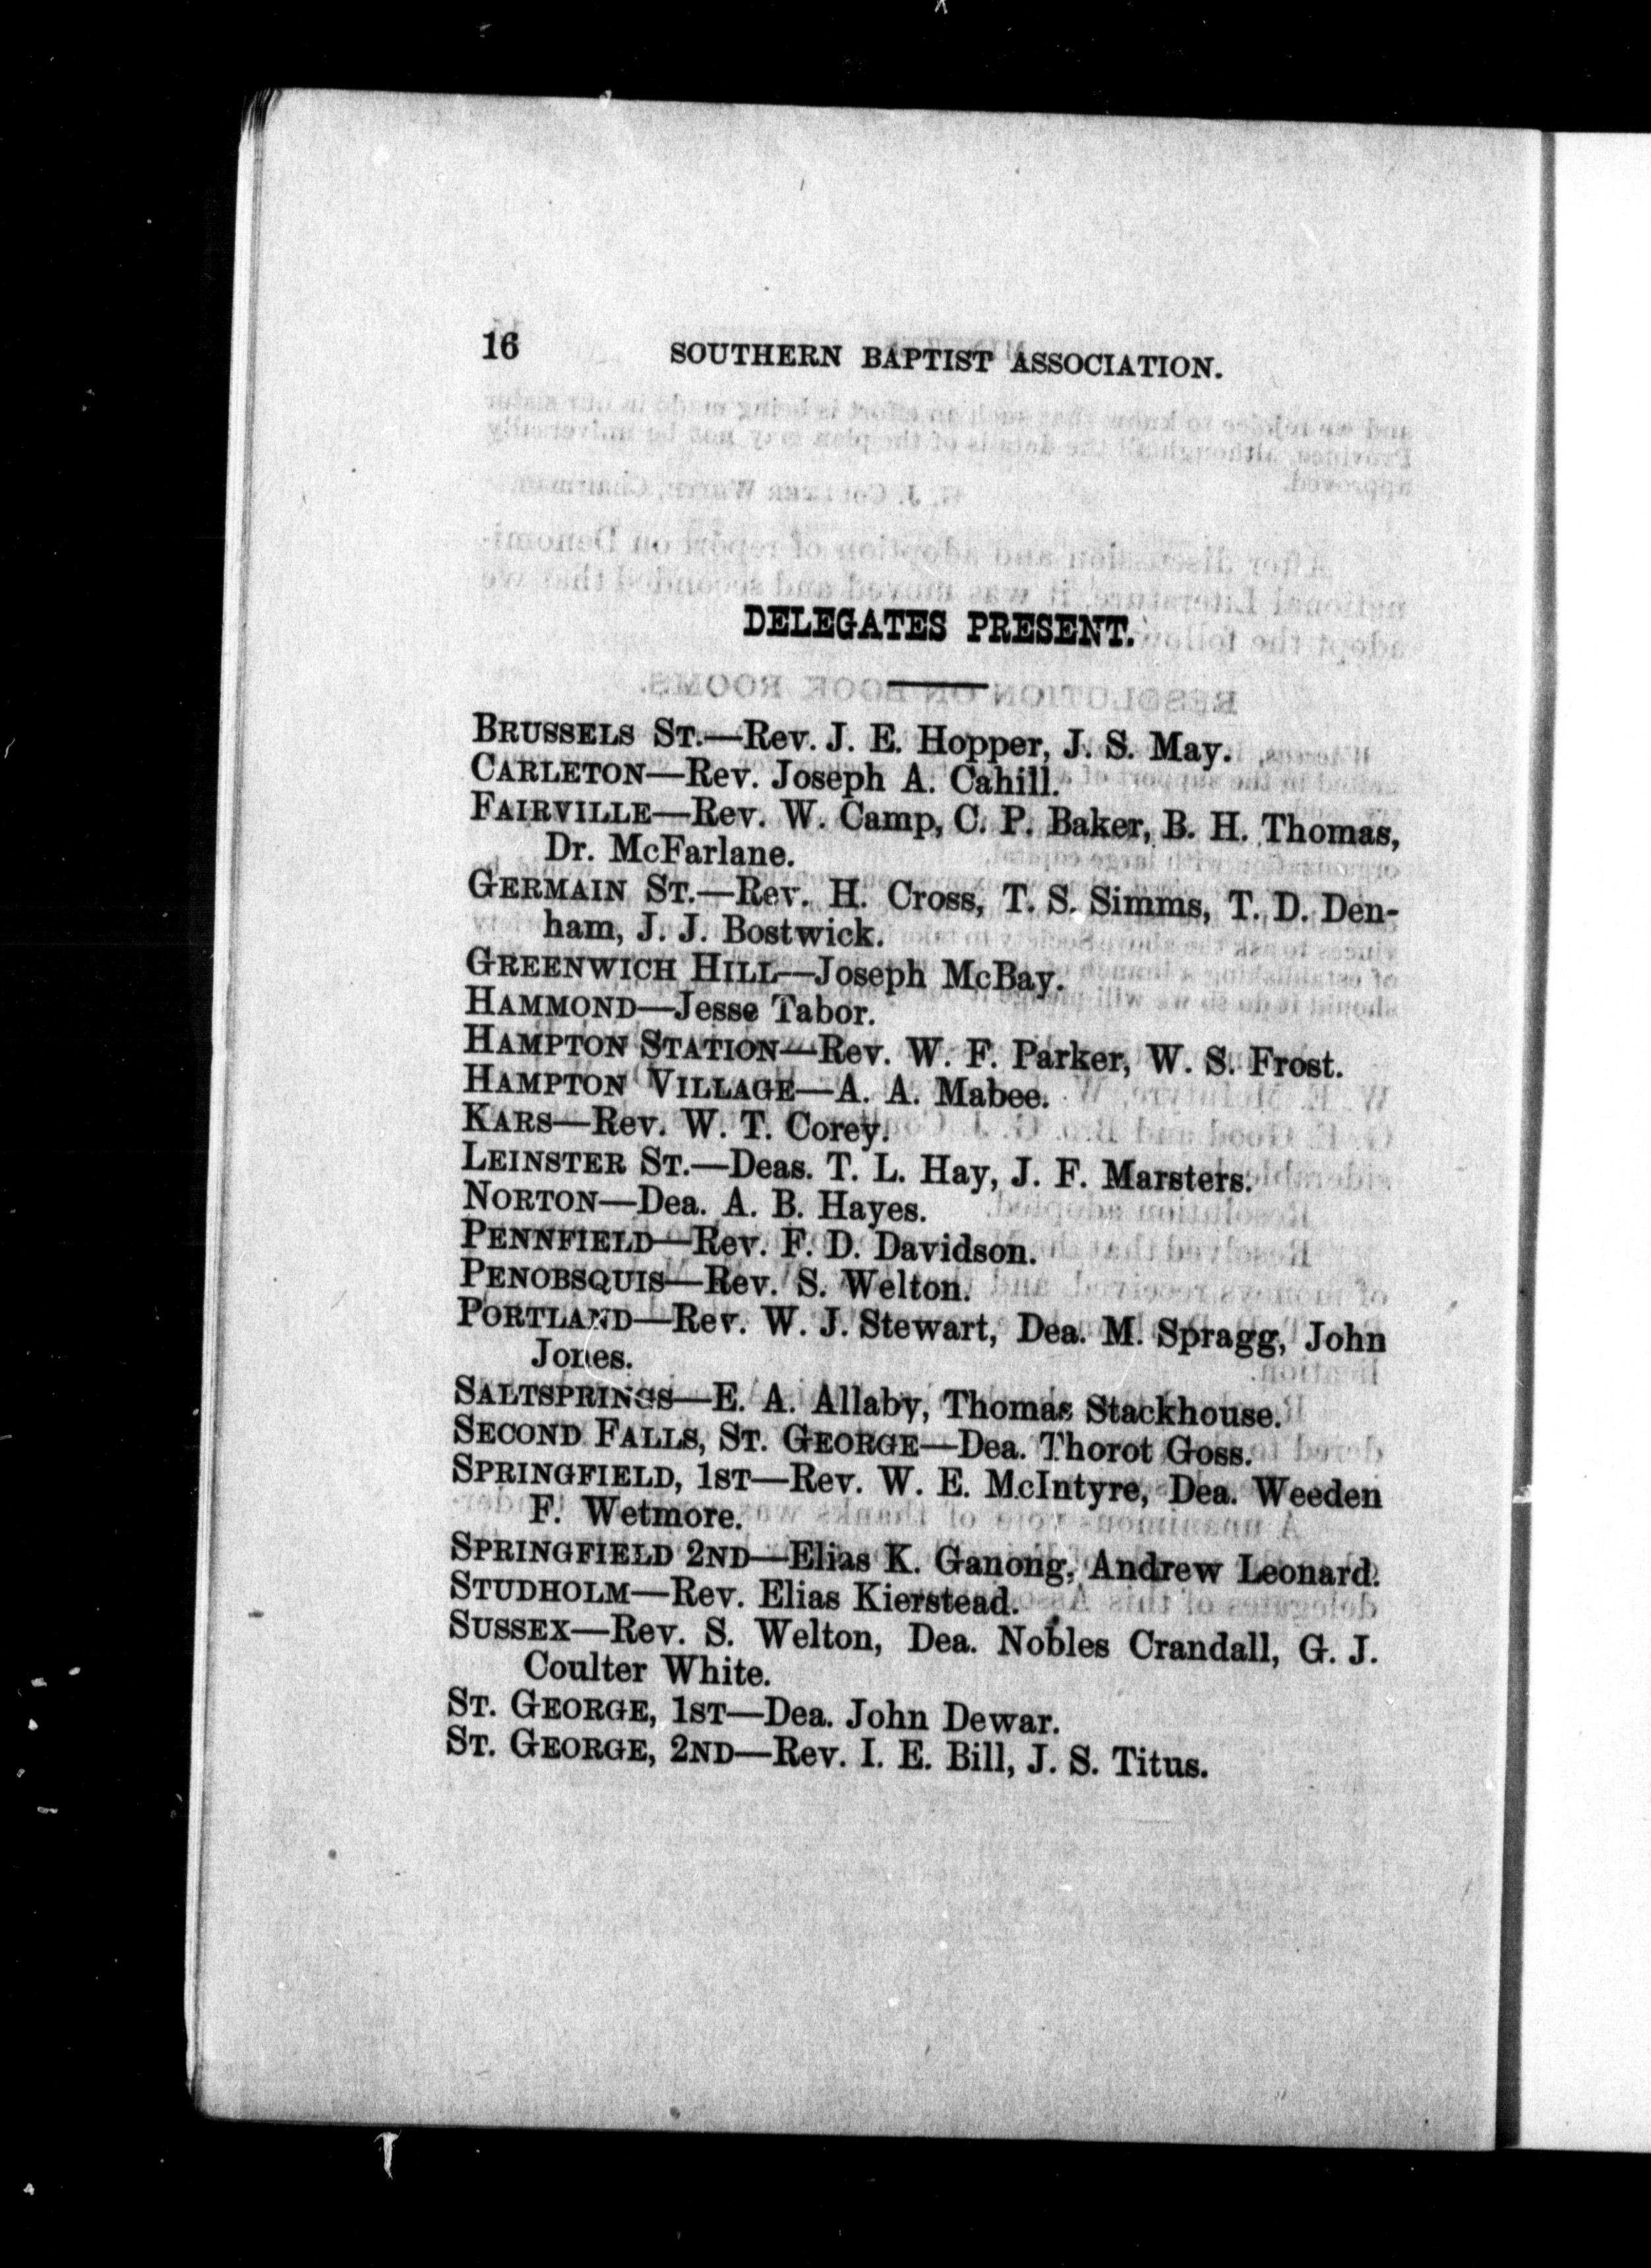 16 SOUTHERN BAPTIST ASSOCIATION.
DELEGATES PRESENT.
BRUSSELS ST.—Rev. J. E. Hopper, J. S. May.
CARLETON—Rev. Joseph A. Cahill.
FAIRVILLE—Rev. W. Camp, C. P. Baker, B. H. Thomas,
Dr. McFarlane.
GERMAIN ST.—Rev. H. Cross, T. S. Simms, T. D. Den-
ham, J. J. Bostwick.
GREENWICH HILL—Joseph McBay.
HAMMOND—Jesse Tabor.
HAMPTON STATION—Rev. W. F. Parker, W. S. Frost.
HAMPTON VILLAGE—A. A. Mabee.
KARS—Rev. W. T. Corey.
LEINSTER ST.—Deas. T. L. Hay, J. F. Marsters.
NORTON—Dea. A. B. Hayes.
PENNFIELD—Rev. F. D. Davidson.
PENOBSQUIS—Rev. S. Welton.
PORTLAND—Rev. W. J. Stewart, Dea. M. Spragg, John
Jones.
SALTSPRINGS—E. A. Allaby, Thomas Stackhouse.
SECOND FALLS, ST. GEORGE—Dea. Thorot Goss.
SPRINGFIELD, 1ST—Rev. W. E. McIntyre, Dea. Weeden
F. Wetmore.
SPRINGFIELD 2ND—Elias K. Ganong, Andrew Leonard.
STUDHOLM—Rev. Elias Kierstead.
SUSSEX—Rev. S. Welton, Dea. Nobles Crandall, G. J.
Coulter White.
ST. GEORGE, 1ST—Dea. John Dewar.
ST. GEORGE, 2ND—Rev. I. E. Bill, J. S. Titus.